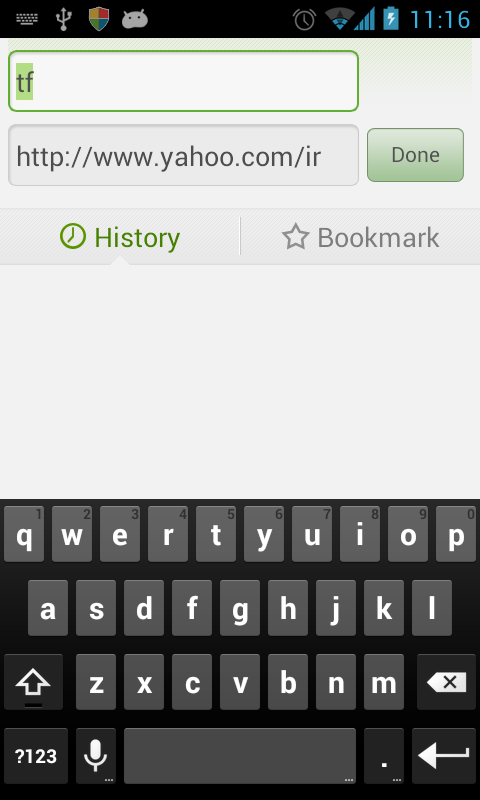 11:16
tf
http://www.yahoo.com/ir
Done
History
Bookmark
1 2 3 4 5 6 7 8 9 0
q w e r t y u i o p
a s d f g h j k l
z x c v b n m
?123 ... ... . ...